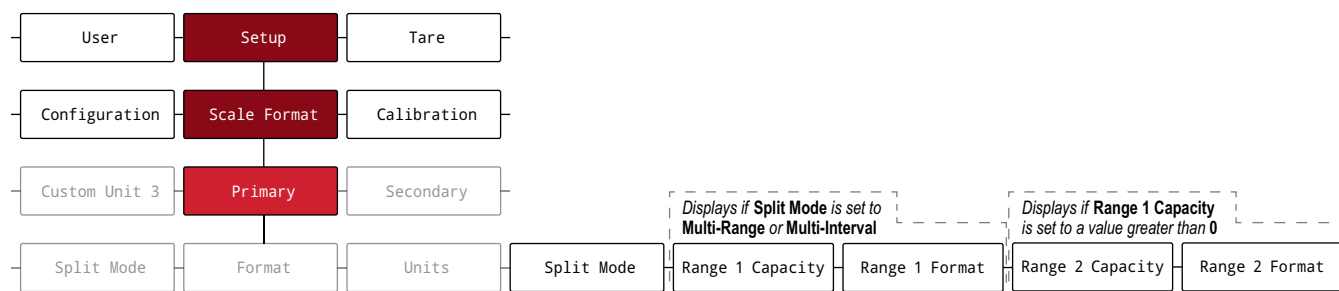 User Setup Tare
Configuration Scale Format Calibration
Custom Unit 3 Primary Secondary
Displays if Split Mode is set to
Multi-Range or Multi-Interval
Displays if Range 1 Capacity
is set to a value greater than 0
Split Mode Format Units Split Mode Range 1 Capacity Range 1 Format Range 2 Capacity Range 2 Format